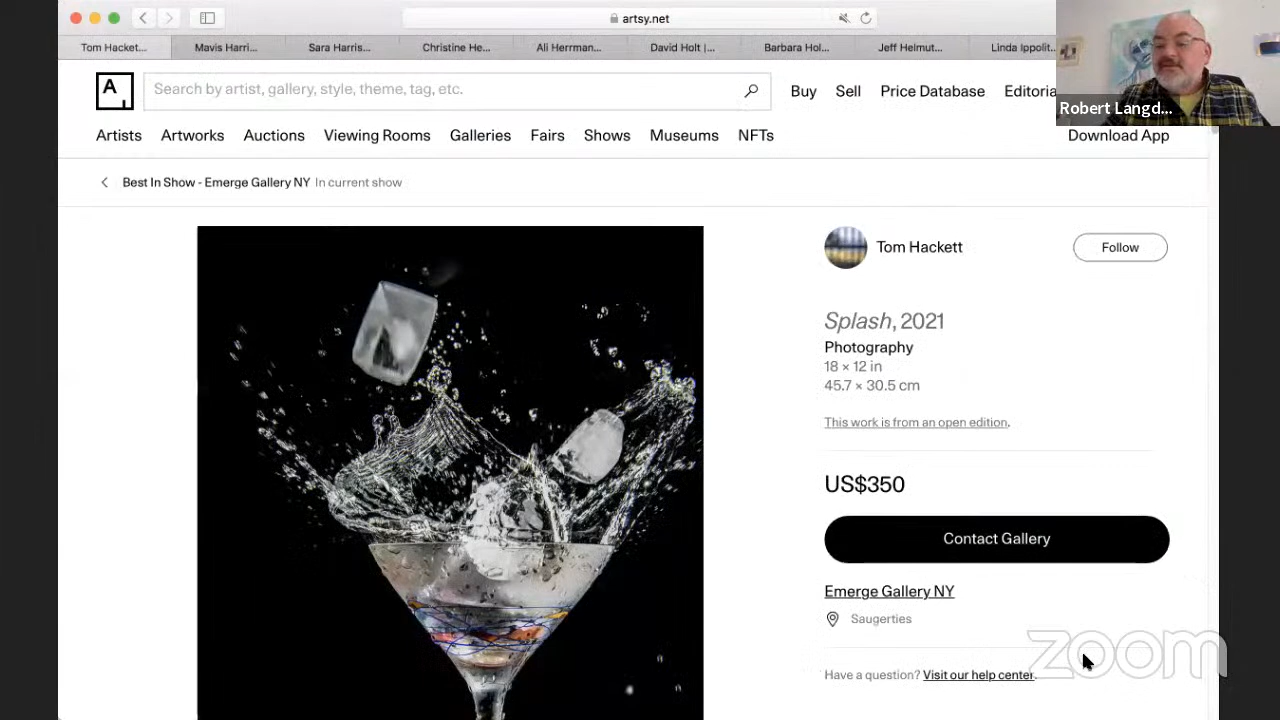 artsy.net
Tom Hacket...
Mavis Harri...
Sara Harris...
Christine He...
Ali Herrman...
David Holt |...
Barbara Hol...
Jeff Helmut...
Linda Ippolit...
A
Search by artist, gallery, style, theme, tag, etc.
Buy
Sell
Price Database
Editoria
Robert Langd...
Artists
Artworks
Auctions
Viewing Rooms
Galleries
Fairs
Shows
Museums
NFTs
Download App
Best In Show - Emerge Gallery NY In current show
Tom Hackett
Follow
Splash, 2021
Photography
18 × 12 in
45.7 × 30.5 cm
This work is from an open edition.
US$350
Contact Gallery
Emerge Gallery NY
Saugerties
Have a question? Visit our help center.
zoom